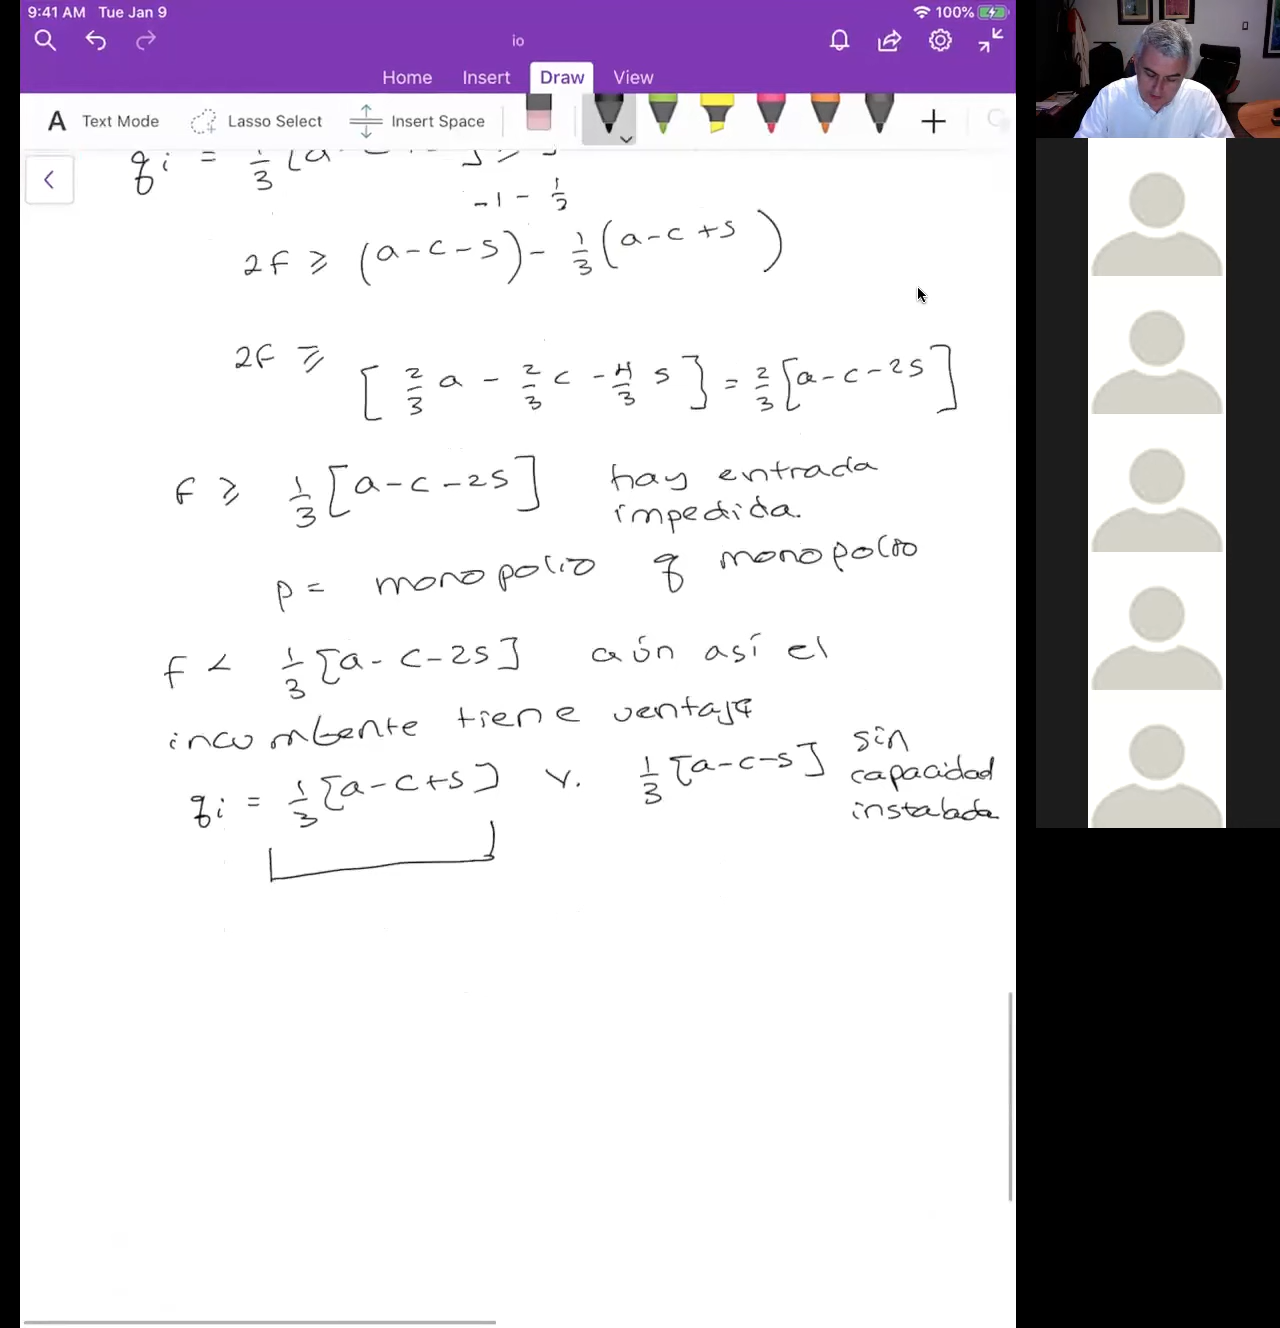 9:41 AM Tue Jan 9 100%
io
Home Insert Draw View
A Text Mode Lasso Select Insert Space
qi = 1/3 [a-
-1 - 1/2
2F ≥ (a-c-s) - 1/3 (a-c+s)
2F ≥ [2/3 a - 2/3 c - 4/3 s] = 2/3 [a-c-2s]
F ≥ 1/3 [a-c-2s] hay entrada
impedida.
p = monopolio q monopolio
F < 1/3 [a-c-2s] aún así el
incumbente tiene ventaja
qi = 1/3 [a-c+s] v. 1/3 [a-c-s] sin
capacidad
instalada